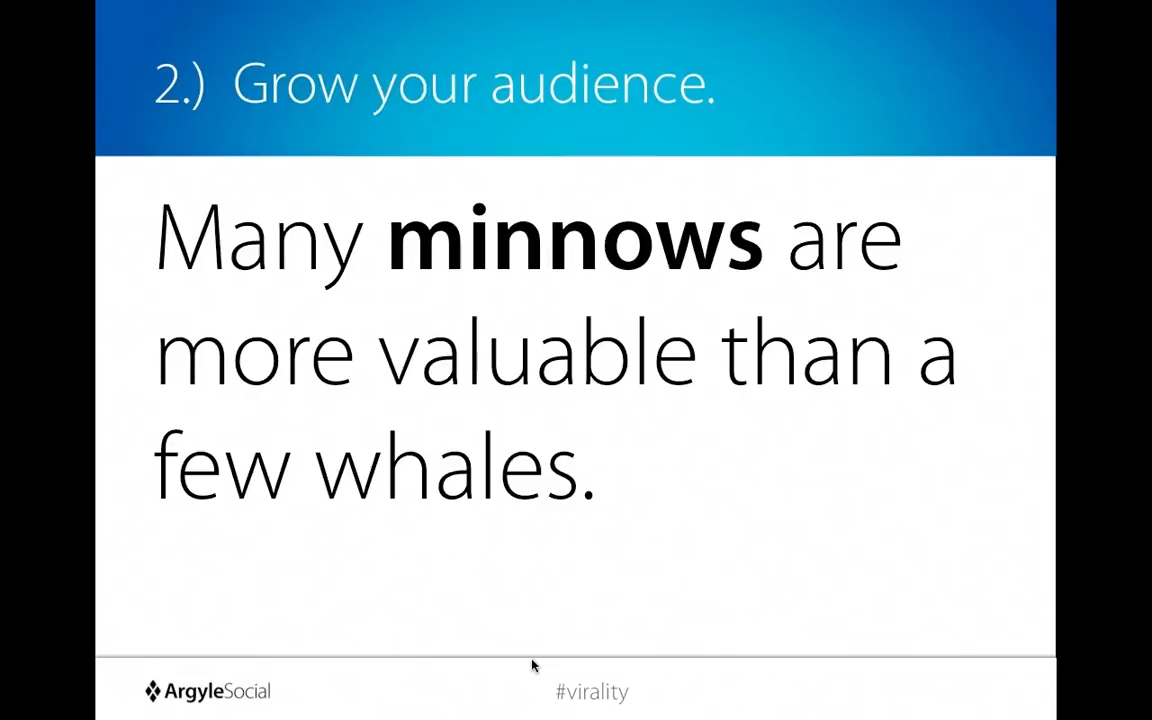 2.) Grow your audience.
Many minnows are
more valuable than a
few whales.
ArgyleSocial
#virality